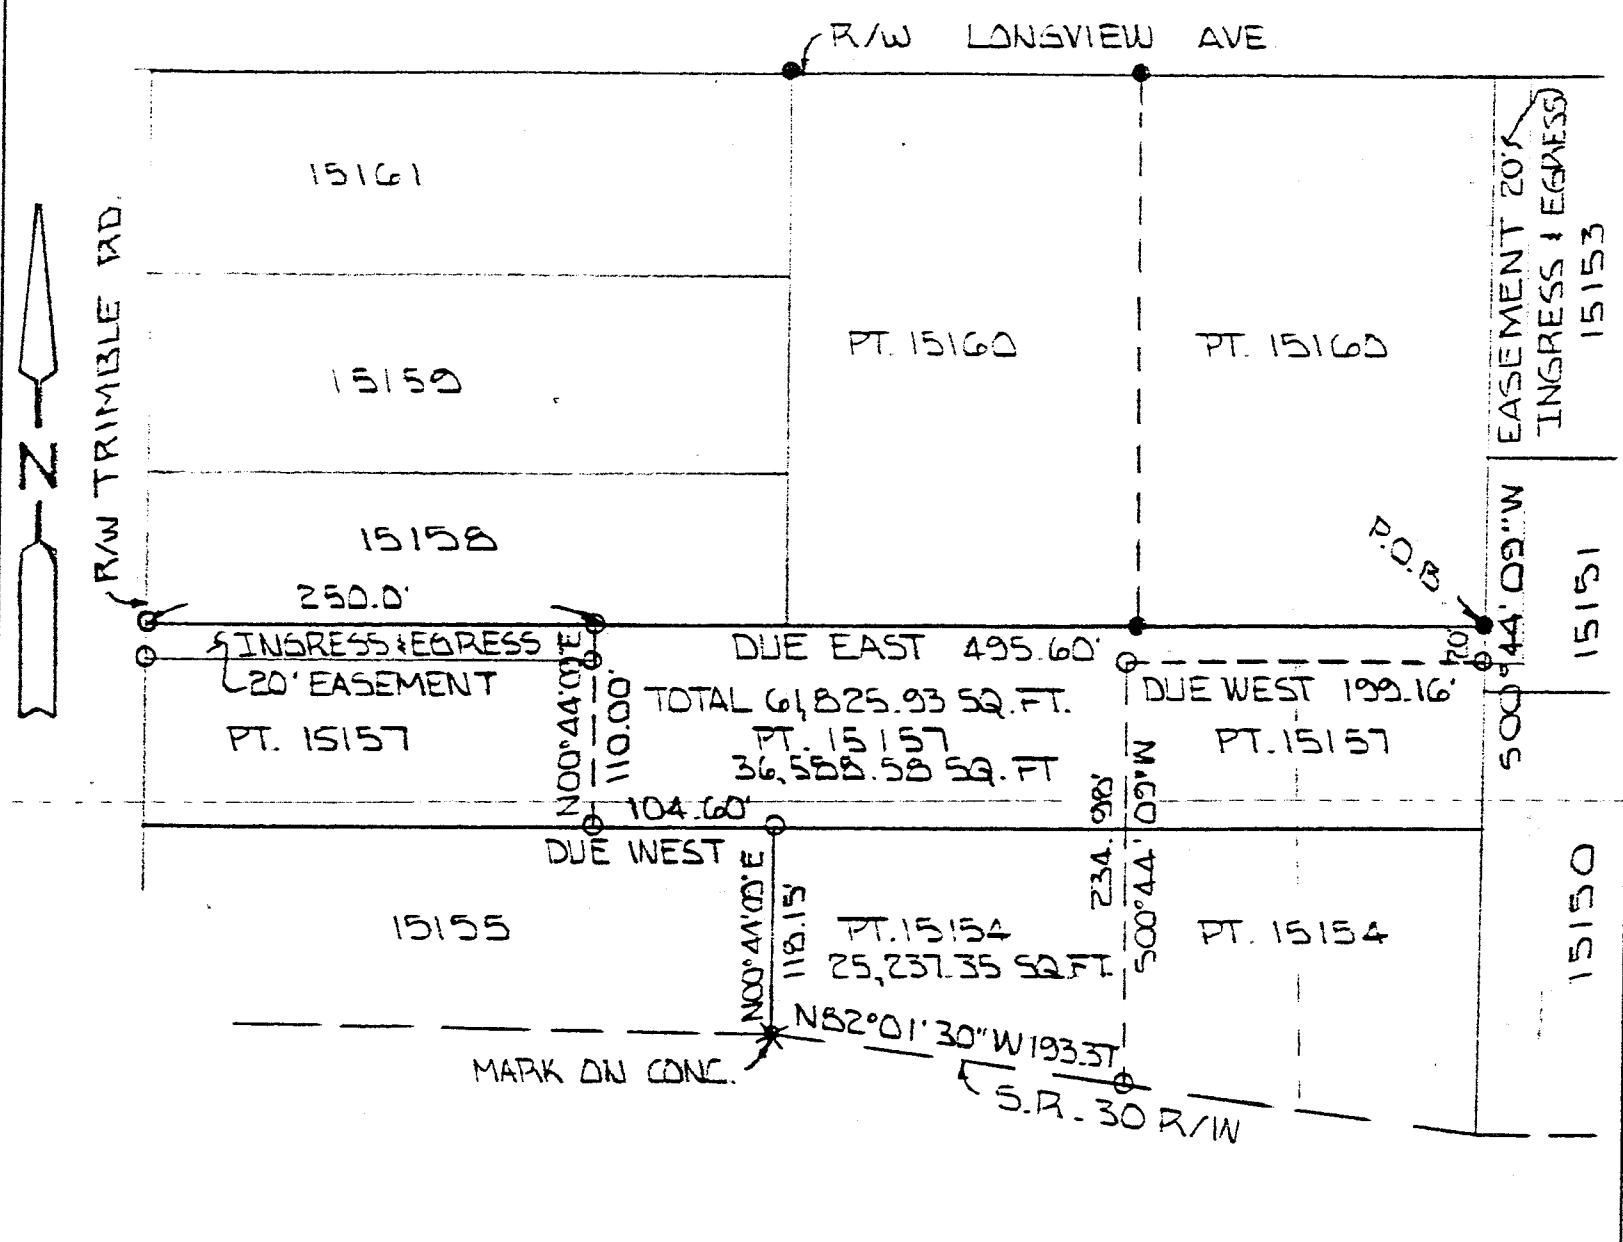 R/W LONGVIEW AVE.
15161
R/W TRIMBLE RD.
N
EASEMENT 20'
INGRESS & EGRESS
15153
PT. 15160
PT. 15160
15159
15158
P.O.B
S00°44'09"W
15151
250.0'
INGRESS & EGRESS
20' EASEMENT
DUE EAST 495.60'
20'
DUE WEST 199.16'
N00°44'09"E
110.00'
TOTAL 61,825.93 SQ.FT.
PT. 15157
PT. 15157
36,588.58 SQ.FT
PT. 15157
104.60'
DUE WEST
234.98'
S00°44'09"W
N00°44'09"E
118.15'
15155
PT. 15154
25,237.35 SQ.FT.
PT. 15154
15150
N82°01'30"W 193.37
MARK ON CONC.
S.R. 30 R/W